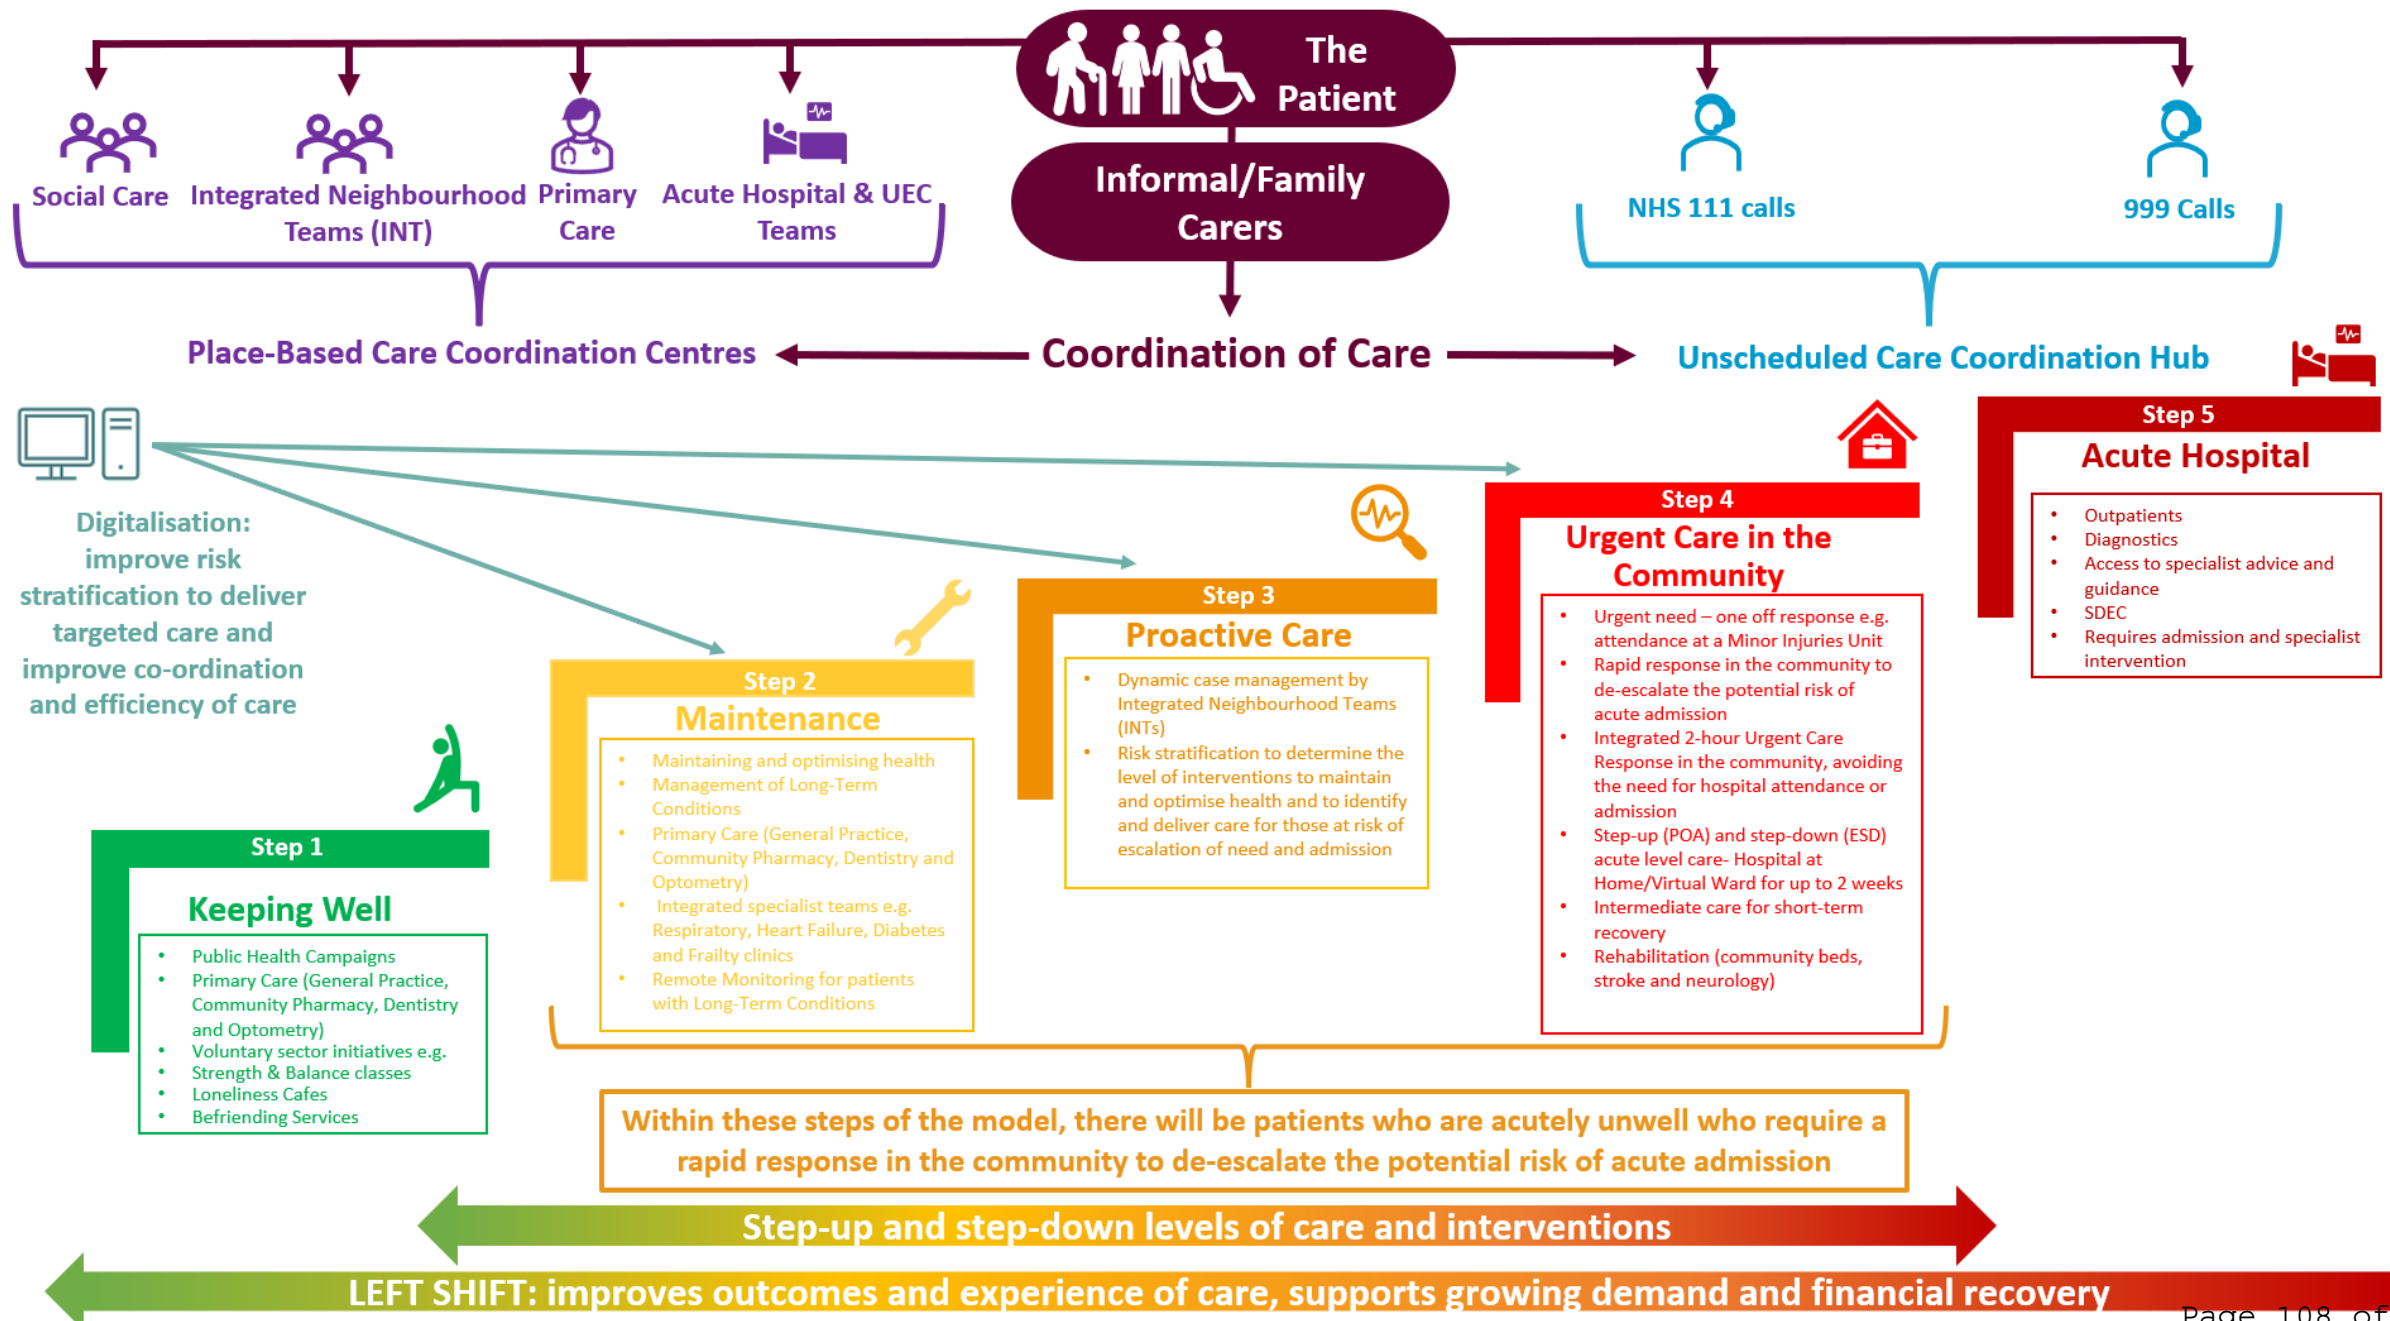 The
Patient
Informal/Family
Carers
Social Care
Integrated Neighbourhood
Teams (INT)
Primary
Care
Acute Hospital & UEC
Teams
NHS 111 calls
999 Calls
Place-Based Care Coordination Centres
Coordination of Care
Unscheduled Care Coordination Hub
Digitalisation:
improve risk
stratification to deliver
targeted care and
improve co-ordination
and efficiency of care
Step 1
Keeping Well
• Public Health Campaigns
• Primary Care (General Practice,
Community Pharmacy, Dentistry
and Optometry)
• Voluntary sector initiatives e.g.
• Strength & Balance classes
• Loneliness Cafes
• Befriending Services
Step 2
Maintenance
• Maintaining and optimising health
• Management of Long-Term
Conditions
• Primary Care (General Practice,
Community Pharmacy, Dentistry and
Optometry)
• Integrated specialist teams e.g.
Respiratory, Heart Failure, Diabetes
and Frailty clinics
• Remote Monitoring for patients
with Long-Term Conditions
Step 3
Proactive Care
• Dynamic case management by
Integrated Neighbourhood Teams
(INTs)
• Risk stratification to determine the
level of interventions to maintain
and optimise health and to identify
and deliver care for those at risk of
escalation of need and admission
Step 4
Urgent Care in the
Community
• Urgent need – one off response e.g.
attendance at a Minor Injuries Unit
• Rapid response in the community to
de-escalate the potential risk of
acute admission
• Integrated 2-hour Urgent Care
Response in the community, avoiding
the need for hospital attendance or
admission
• Step-up (POA) and step-down (ESD)
acute level care- Hospital at
Home/Virtual Ward for up to 2 weeks
• Intermediate care for short-term
recovery
• Rehabilitation (community beds,
stroke and neurology)
Step 5
Acute Hospital
• Outpatients
• Diagnostics
• Access to specialist advice and
guidance
• SDEC
• Requires admission and specialist
intervention
Within these steps of the model, there will be patients who are acutely unwell who require a
rapid response in the community to de-escalate the potential risk of acute admission
Step-up and step-down levels of care and interventions
LEFT SHIFT: improves outcomes and experience of care, supports growing demand and financial recovery
Page 108 of